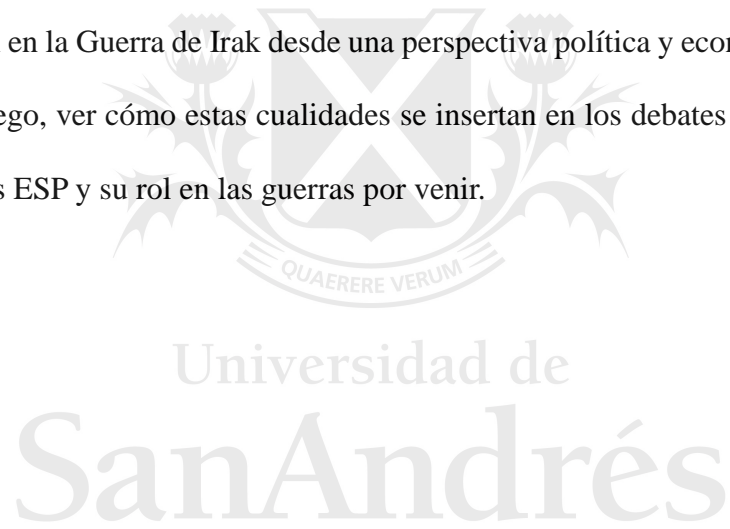 en la Guerra de Irak desde una perspectiva política y
ego, ver cómo estas cualidades se insertan en los debates
s ESP y su rol en las guerras por venir.
QUAERERE VERUM
Universidad de
SanAndrés